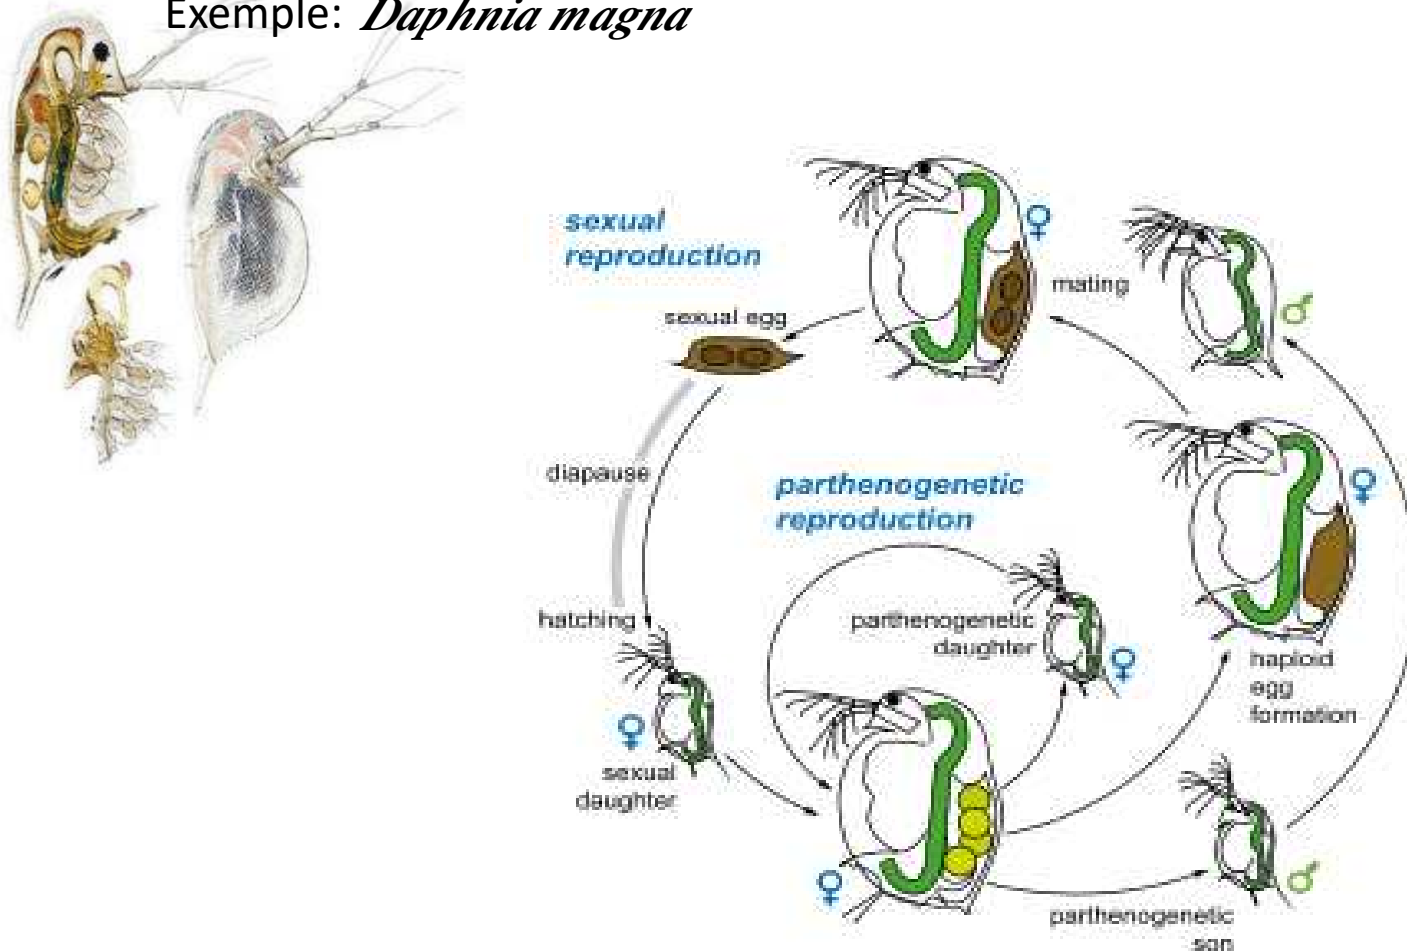 Exemple: Daphnia magna
sexual
reproduction
♀
mating
♂
sexual egg
diapause
parthenogenetic
reproduction
♀
hatching
parthenogenetic
daughter
♀
haploid
egg
formation
♀
sexual
daughter
♀
♂
parthenogenetic
son